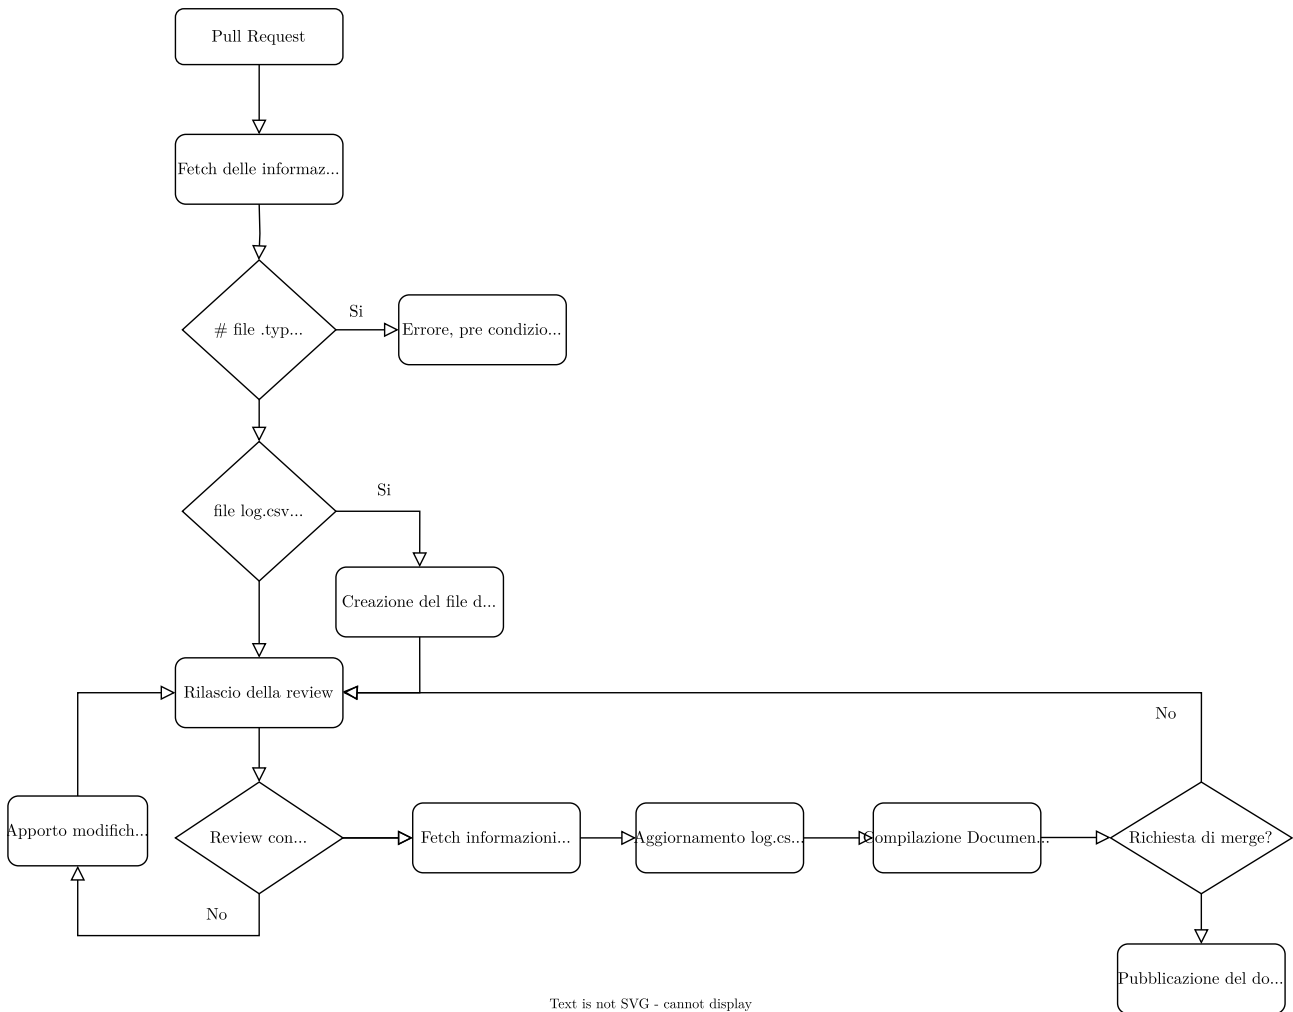 Pull Request
Fetch delle informaz...
# file .typ...
Si
Errore, pre condizio...
file log.csv...
Si
Creazione del file d...
Rilascio della review
No
Apporto modifich...
Review con...
Fetch informazioni...
Aggiornamento log.cs...
Compilazione Documen...
Richiesta di merge?
No
Pubblicazione del do...
Text is not SVG - cannot display